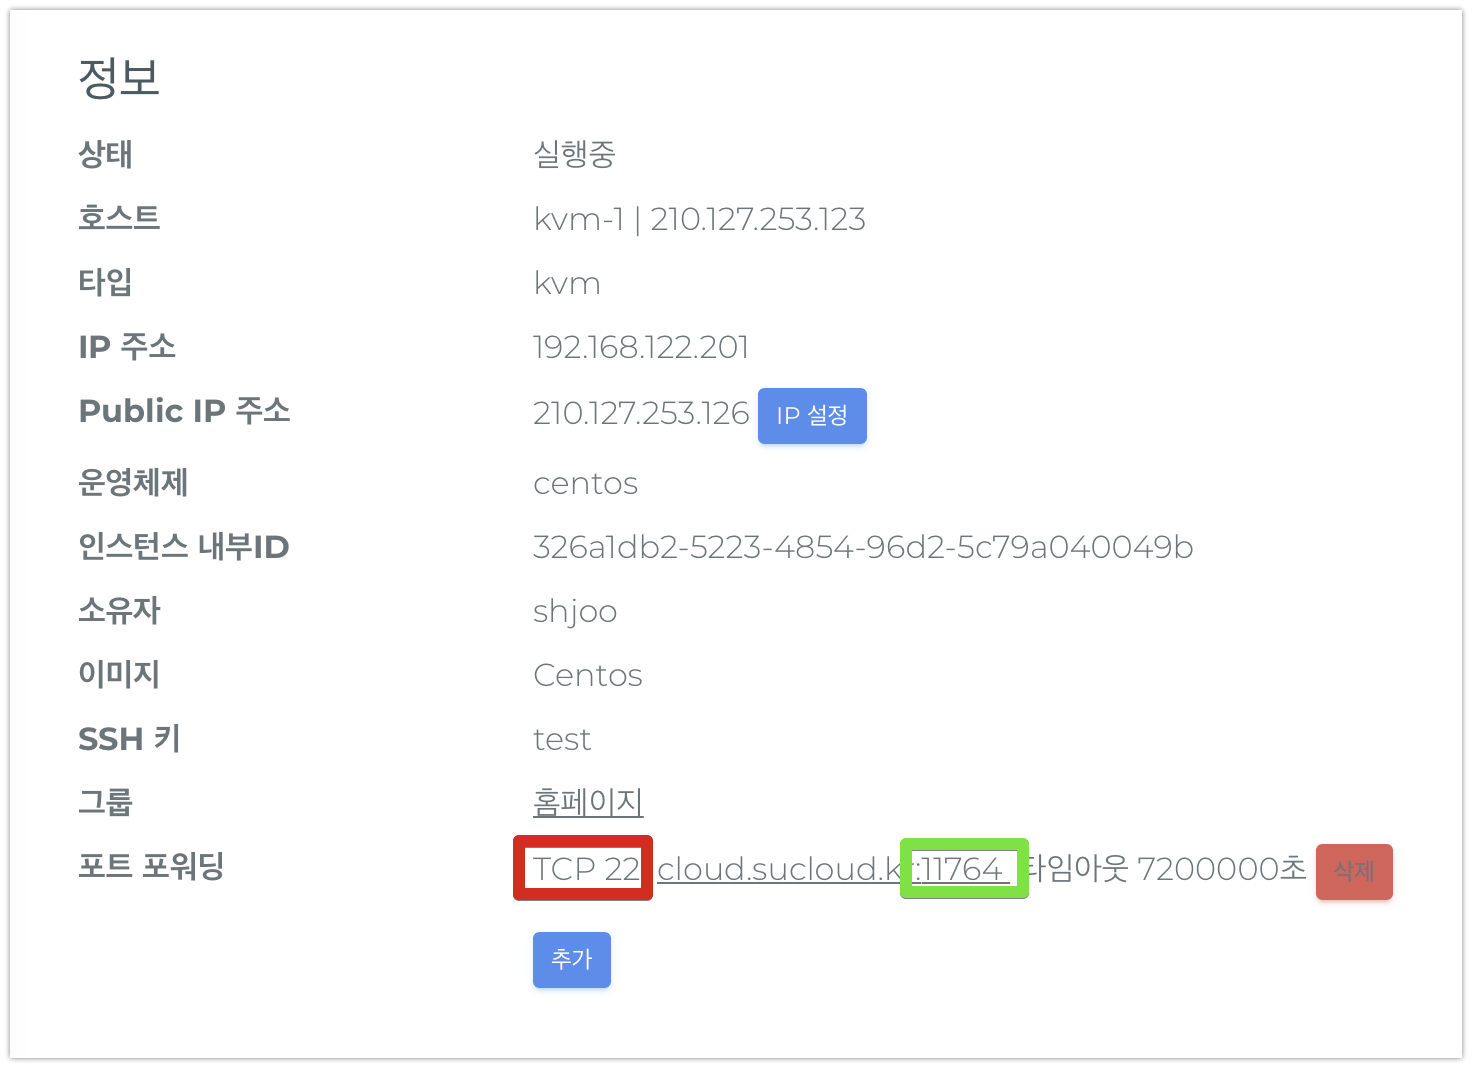 정보
상태 실행중
호스트 kvm-1 | 210.127.253.123
타입 kvm
IP 주소 192.168.122.201
Public IP 주소 210.127.253.126 IP 설정
운영체제 centos
인스턴스 내부ID 326a1db2-5223-4854-96d2-5c79a040049b
소유자 shjoo
이미지 Centos
SSH 키 test
그룹 홈페이지
포트 포워딩 TCP 22 cloud.sucloud.kr:11764 타임아웃 7200000초 삭제
추가